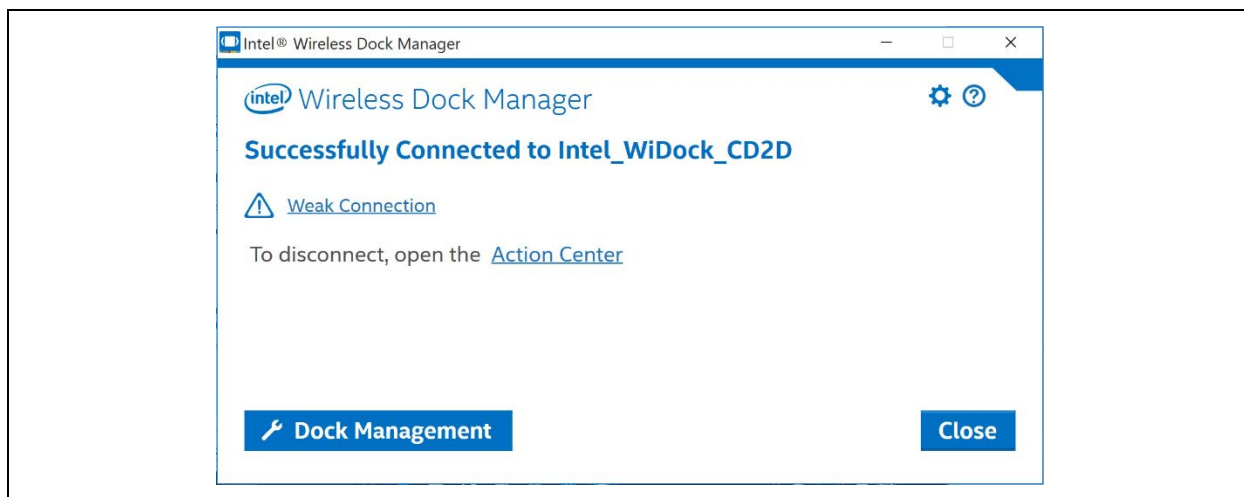 Intel® Wireless Dock Manager
intel Wireless Dock Manager
Successfully Connected to Intel_WiDock_CD2D
Weak Connection
To disconnect, open the Action Center
Dock Management
Close